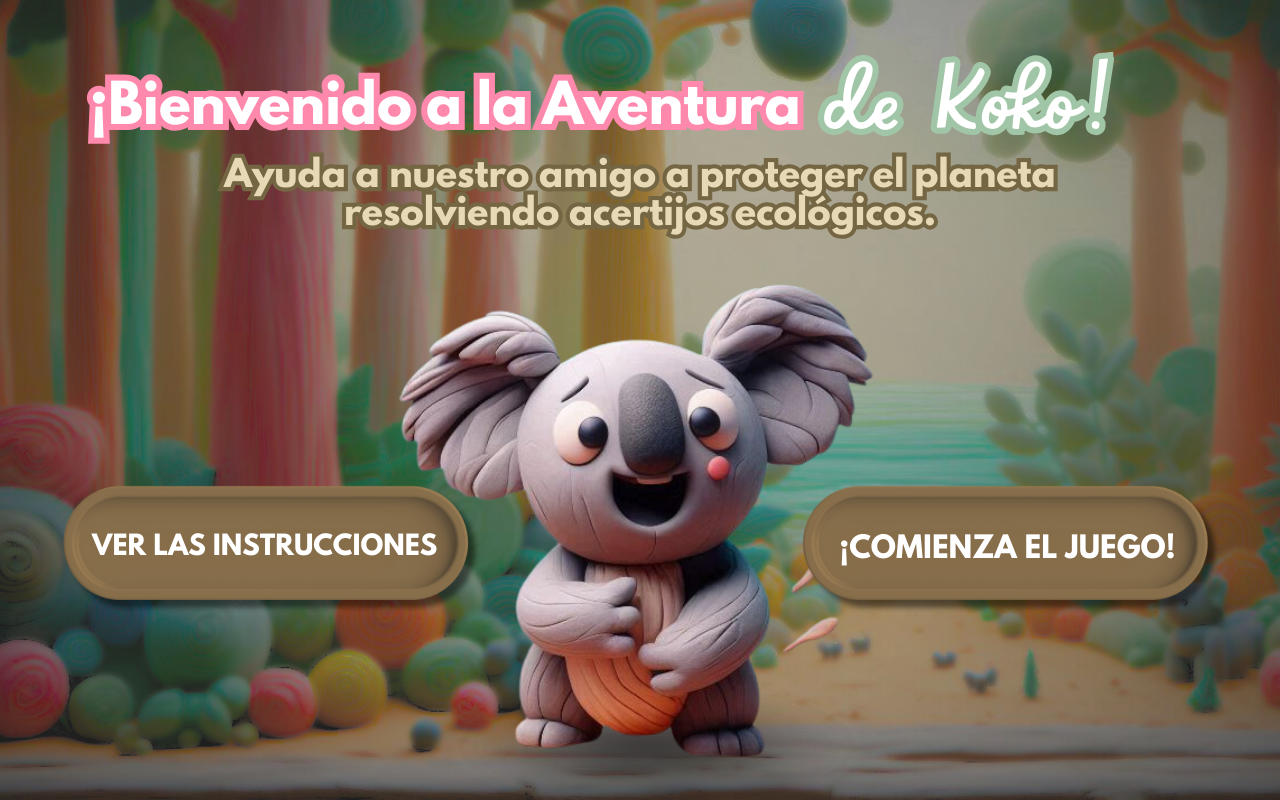 ¡Bienvenido a la Aventura de Koko!
Ayuda a nuestro amigo a proteger el planeta
resolviendo acertijos ecológicos.
VER LAS INSTRUCCIONES
¡COMIENZA EL JUEGO!